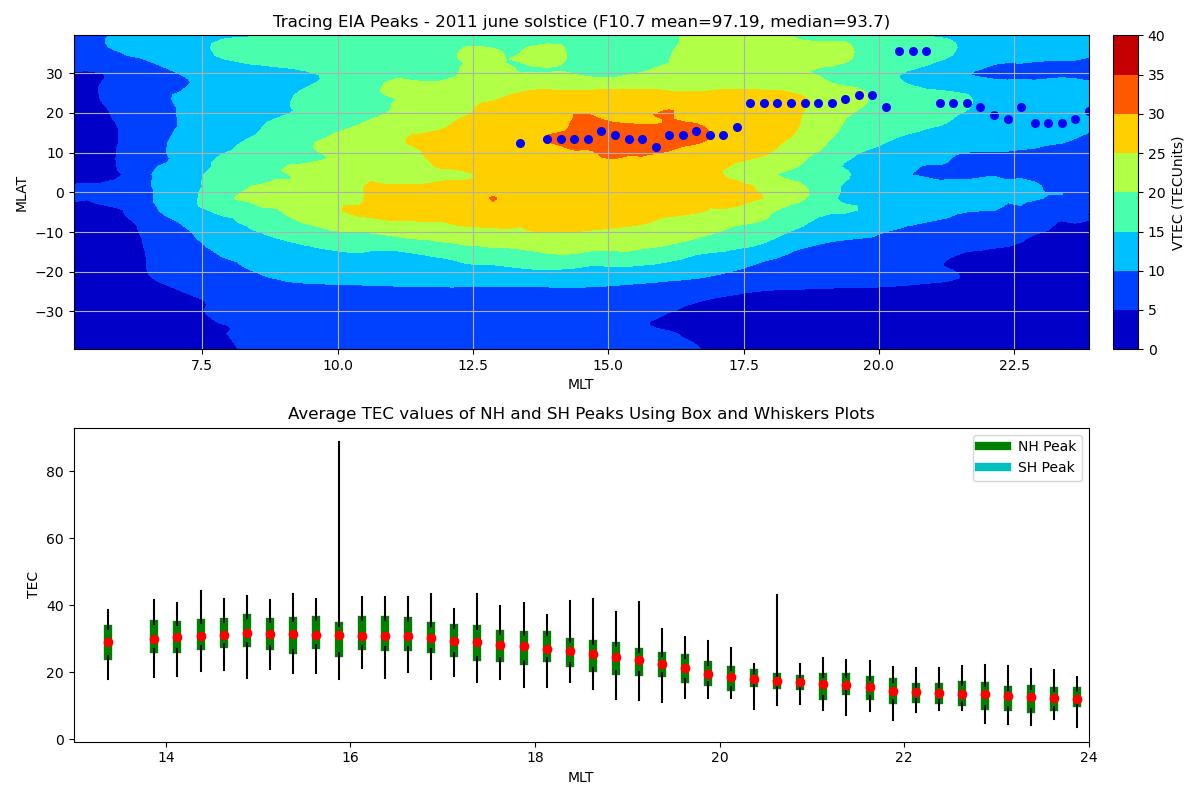 Tracing EIA Peaks - 2011 june solstice (F10.7 mean=97.19, median=93.7)
MLAT
30
20
10
0
−10
−20
−30
7.5 10.0 12.5 15.0 17.5 20.0 22.5
MLT
40
35
30
25
20
15
10
5
0
VTEC (TECUnits)
Average TEC values of NH and SH Peaks Using Box and Whiskers Plots
NH Peak
SH Peak
TEC
80
60
40
20
0
14 16 18 20 22 24
MLT